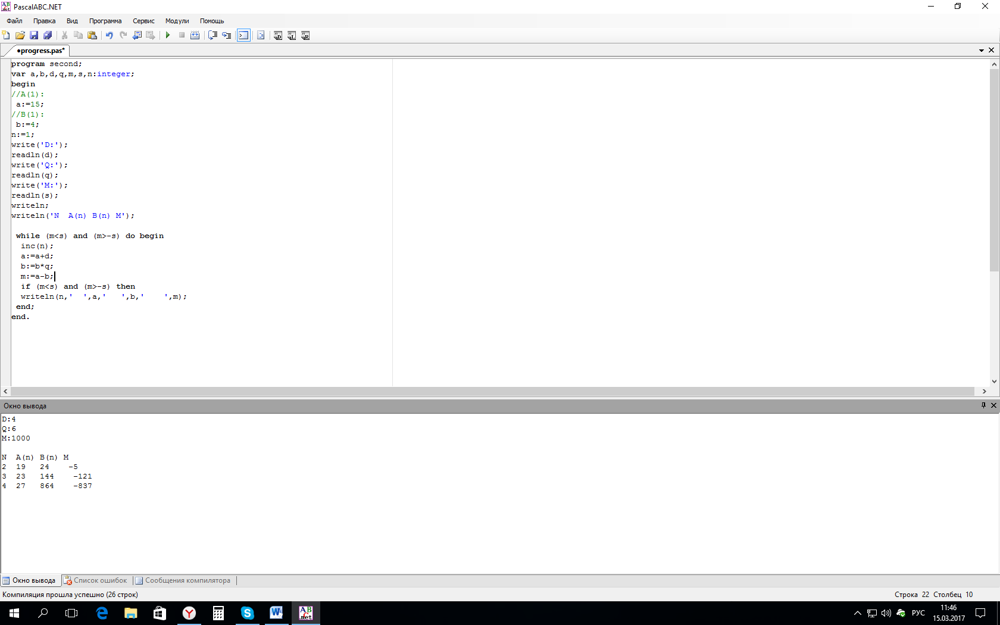 PascalABC.NET
Файл Правка Вид Программа Сервис Модули Помощь
•progress.pas*
program second;
var a,b,d,q,m,s,n:integer;
begin
//A(1):
a:=15;
//B(1):
b:=4;
n:=1;
write('D:');
readln(d);
write('Q:');
readln(q);
write('M:');
readln(s);
writeln;
writeln('N  A(n) B(n) M');
while (m<s) and (m>-s) do begin
inc(n);
a:=a+d;
b:=b*q;
m:=a-b;
if (m<s) and (m>-s) then
writeln(n,'  ',a,'   ',b,'    ',m);
end;
end.
Окно вывода
D:4
Q:6
M:1000
N  A(n) B(n) M
2  19   24    -5
3  23   144    -121
4  27   864    -837
Окно вывода Список ошибок Сообщения компилятора
Компиляция прошла успешно (26 строк) Строка 22 Столбец 10
РУС
11:46
15.03.2017